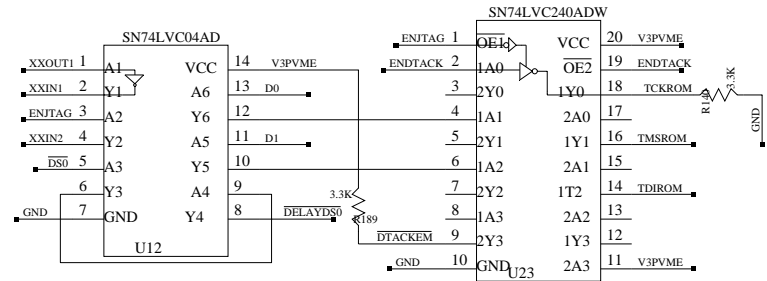 SN74LVC04AD
XXOUT1 1 A1 VCC 14 V3PVME
XXIN1 2 Y1 A6 13 D0
ENJTAG 3 A2 Y6 12
XXIN2 4 Y2 A5 11 D1
DS0 5 A3 Y5 10
6 Y3 A4 9
GND 7 GND Y4 8 DELAYDS0
U12
3.3K
R189
SN74LVC240ADW
ENJTAG 1 OE1 VCC 20 V3PVME
ENDTACK 2 1A0 OE2 19 ENDTACK
3 2Y0 1Y0 18 TCKROM
4 1A1 2A0 17
5 2Y1 1Y1 16 TMSROM
6 1A2 2A1 15
7 2Y2 1T2 14 TDIROM
8 1A3 2A2 13
DTACKEM 9 2Y3 1Y3 12
GND 10 GND 2A3 11 V3PVME
U23
3.3K
GND